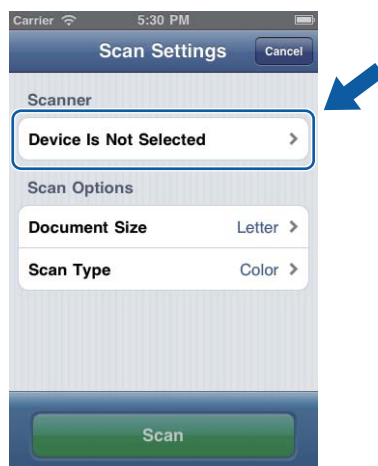 Carrier 5:30 PM
Scan Settings Cancel
Scanner
Device Is Not Selected
Scan Options
Document Size Letter
Scan Type Color
Scan